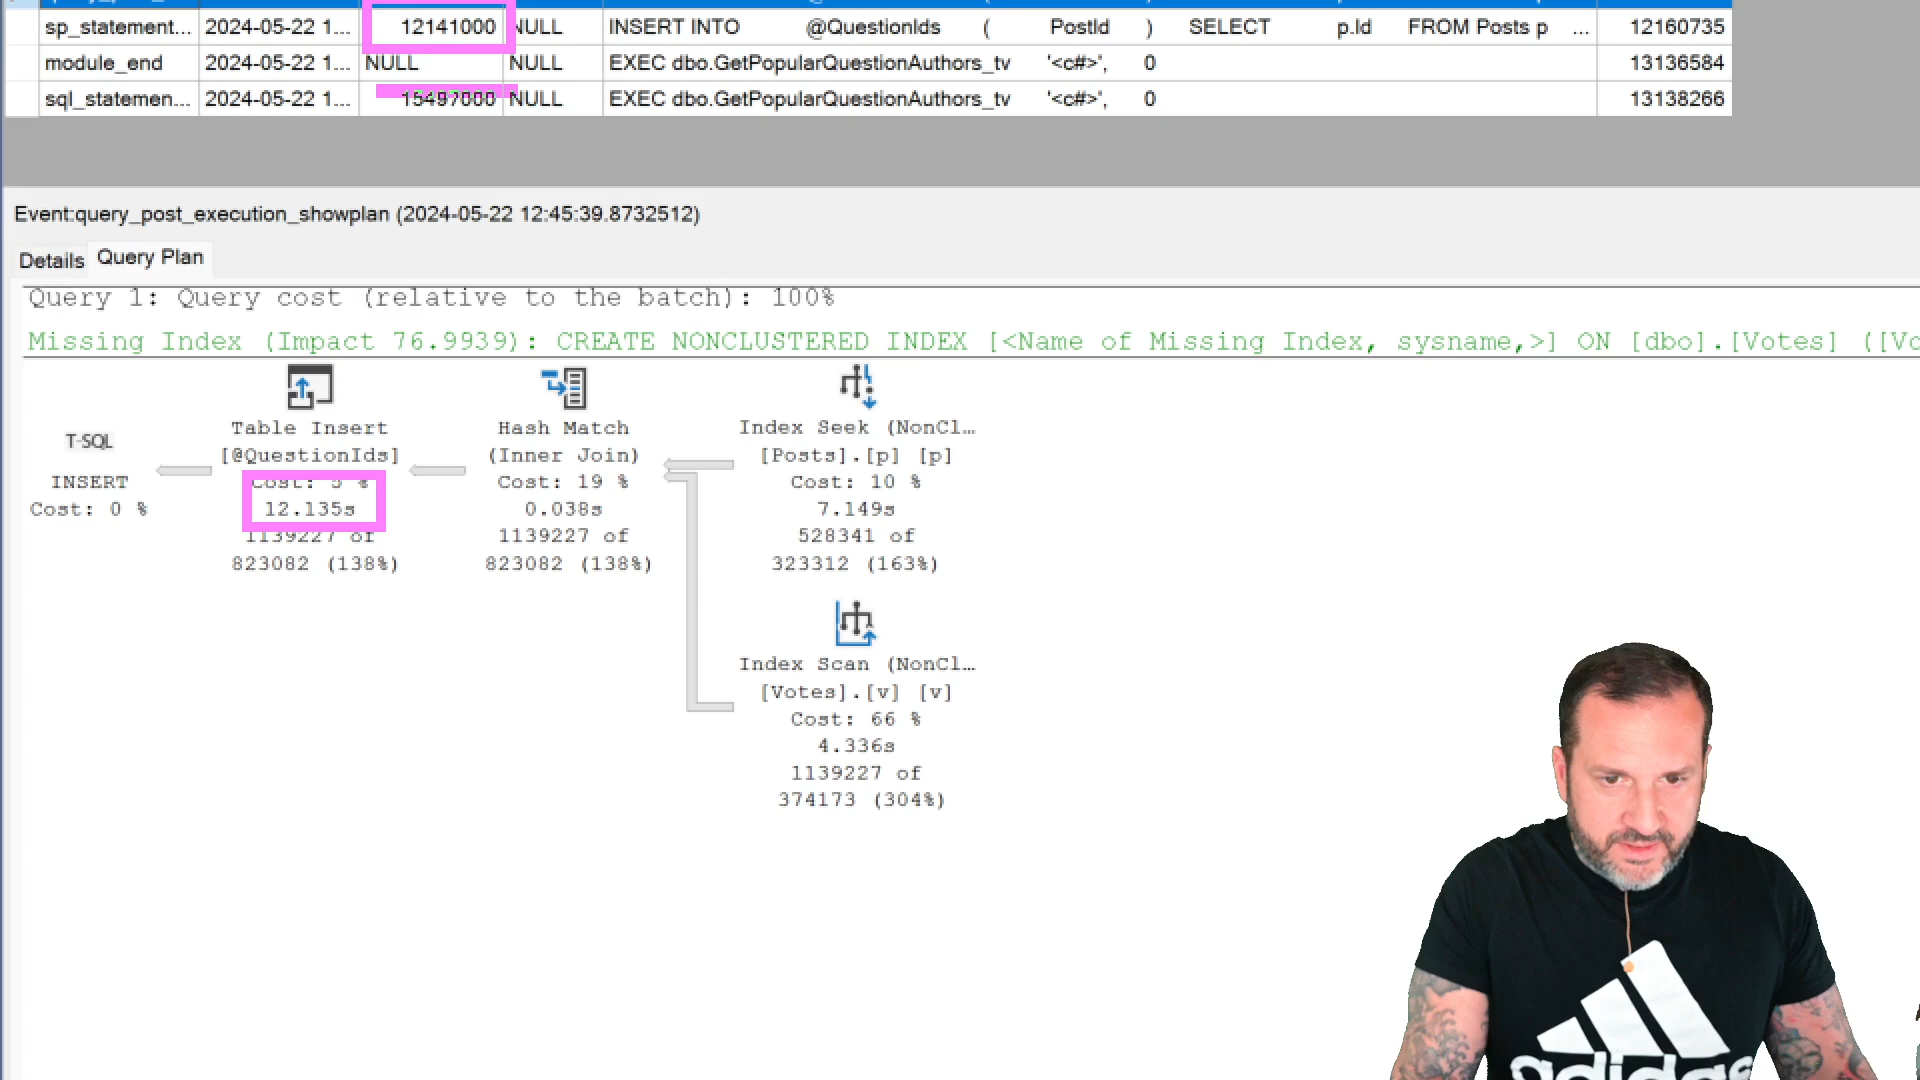 sp_statement... 2024-05-22 1... 12141000 NULL INSERT INTO @QuestionIds ( PostId ) SELECT p.Id FROM Posts p ... 12160735
module_end 2024-05-22 1... NULL NULL EXEC dbo.GetPopularQuestionAuthors_tv '<c#>', 0 13136584
sql_statemen... 2024-05-22 1... 15497000 NULL EXEC dbo.GetPopularQuestionAuthors_tv '<c#>', 0 13138266
Event:query_post_execution_showplan (2024-05-22 12:45:39.8732512)
Details Query Plan
Query 1: Query cost (relative to the batch): 100%
Missing Index (Impact 76.9939): CREATE NONCLUSTERED INDEX [<Name of Missing Index, sysname,>] ON [dbo].[Votes] ([Vo
T-SQL
INSERT
Cost: 0 %
Table Insert
[@QuestionIds]
Cost: 5 %
12.135s
1139227 of
823082 (138%)
Hash Match
(Inner Join)
Cost: 19 %
0.038s
1139227 of
823082 (138%)
Index Seek (NonCl...
[Posts].[p] [p]
Cost: 10 %
7.149s
528341 of
323312 (163%)
Index Scan (NonCl...
[Votes].[v] [v]
Cost: 66 %
4.336s
1139227 of
374173 (304%)
adidas